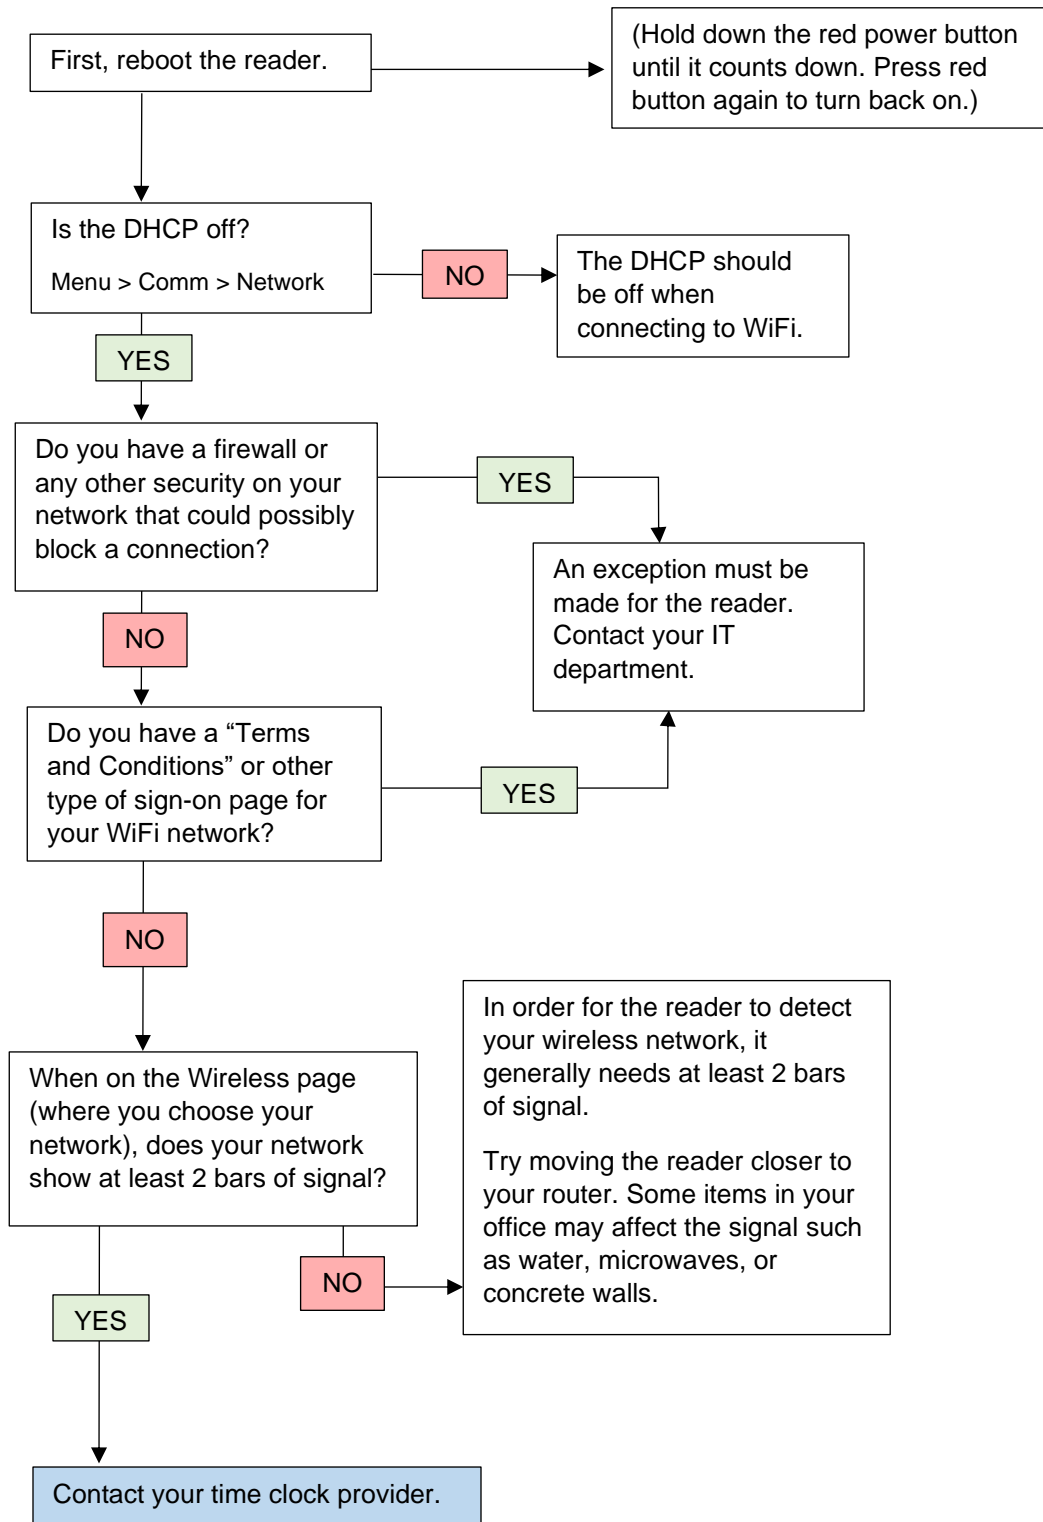 First, reboot the reader.
(Hold down the red power button
until it counts down. Press red
button again to turn back on.)
Is the DHCP off?
Menu > Comm > Network
NO
The DHCP should
be off when
connecting to WiFi.
YES
Do you have a firewall or
any other security on your
network that could possibly
block a connection?
YES
An exception must be
made for the reader.
Contact your IT
department.
NO
Do you have a “Terms
and Conditions” or other
type of sign-on page for
your WiFi network?
YES
NO
In order for the reader to detect
your wireless network, it
generally needs at least 2 bars
of signal.
Try moving the reader closer to
your router. Some items in your
office may affect the signal such
as water, microwaves, or
concrete walls.
When on the Wireless page
(where you choose your
network), does your network
show at least 2 bars of signal?
NO
YES
Contact your time clock provider.